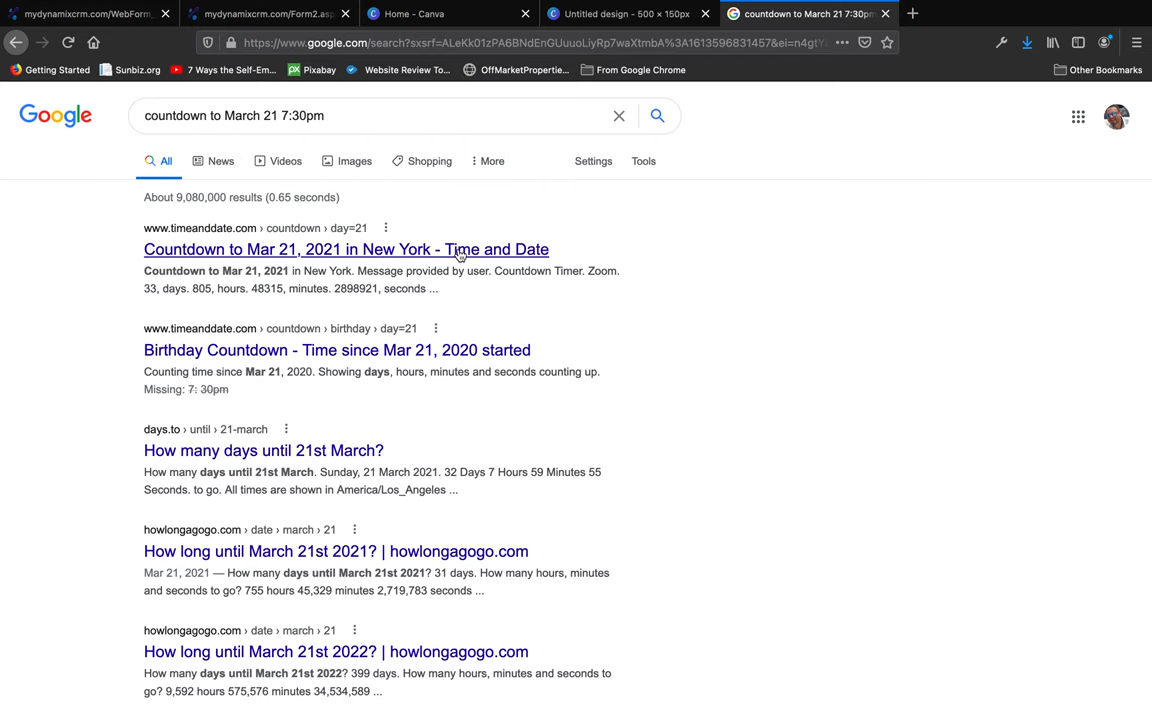 mydynamixcrm.com/WebForm_
mydynamixcrm.com/Form2.asp
Home - Canva
Untitled design - 500 × 150px
countdown to March 21 7:30pm
https://www.google.com/search?sxsrf=ALeKk01zPA6BNdEnGUuuoLiyRp7waXtmbA%3A1613596831457&ei=n4gtY
Getting Started
Sunbiz.org
7 Ways the Self-Em...
Pixabay
Website Review To...
OffMarketPropertie...
From Google Chrome
Other Bookmarks
Google
countdown to March 21 7:30pm
All
News
Videos
Images
Shopping
More
Settings
Tools
About 9,080,000 results (0.65 seconds)
www.timeanddate.com › countdown › day=21
Countdown to Mar 21, 2021 in New York - Time and Date
Countdown to Mar 21, 2021 in New York. Message provided by user. Countdown Timer. Zoom.
33, days. 805, hours. 48315, minutes. 2898921, seconds ...
www.timeanddate.com › countdown › birthday › day=21
Birthday Countdown - Time since Mar 21, 2020 started
Counting time since Mar 21, 2020. Showing days, hours, minutes and seconds counting up.
Missing: 7: 30pm
days.to › until › 21-march
How many days until 21st March?
How many days until 21st March. Sunday, 21 March 2021. 32 Days 7 Hours 59 Minutes 55
Seconds. to go. All times are shown in America/Los_Angeles ...
howlongagogo.com › date › march › 21
How long until March 21st 2021? | howlongagogo.com
Mar 21, 2021 — How many days until March 21st 2021? 31 days. How many hours, minutes
and seconds to go? 755 hours 45,329 minutes 2,719,783 seconds ...
howlongagogo.com › date › march › 21
How long until March 21st 2022? | howlongagogo.com
How many days until March 21st 2022? 399 days. How many hours, minutes and seconds to
go? 9,592 hours 575,576 minutes 34,534,589 ...